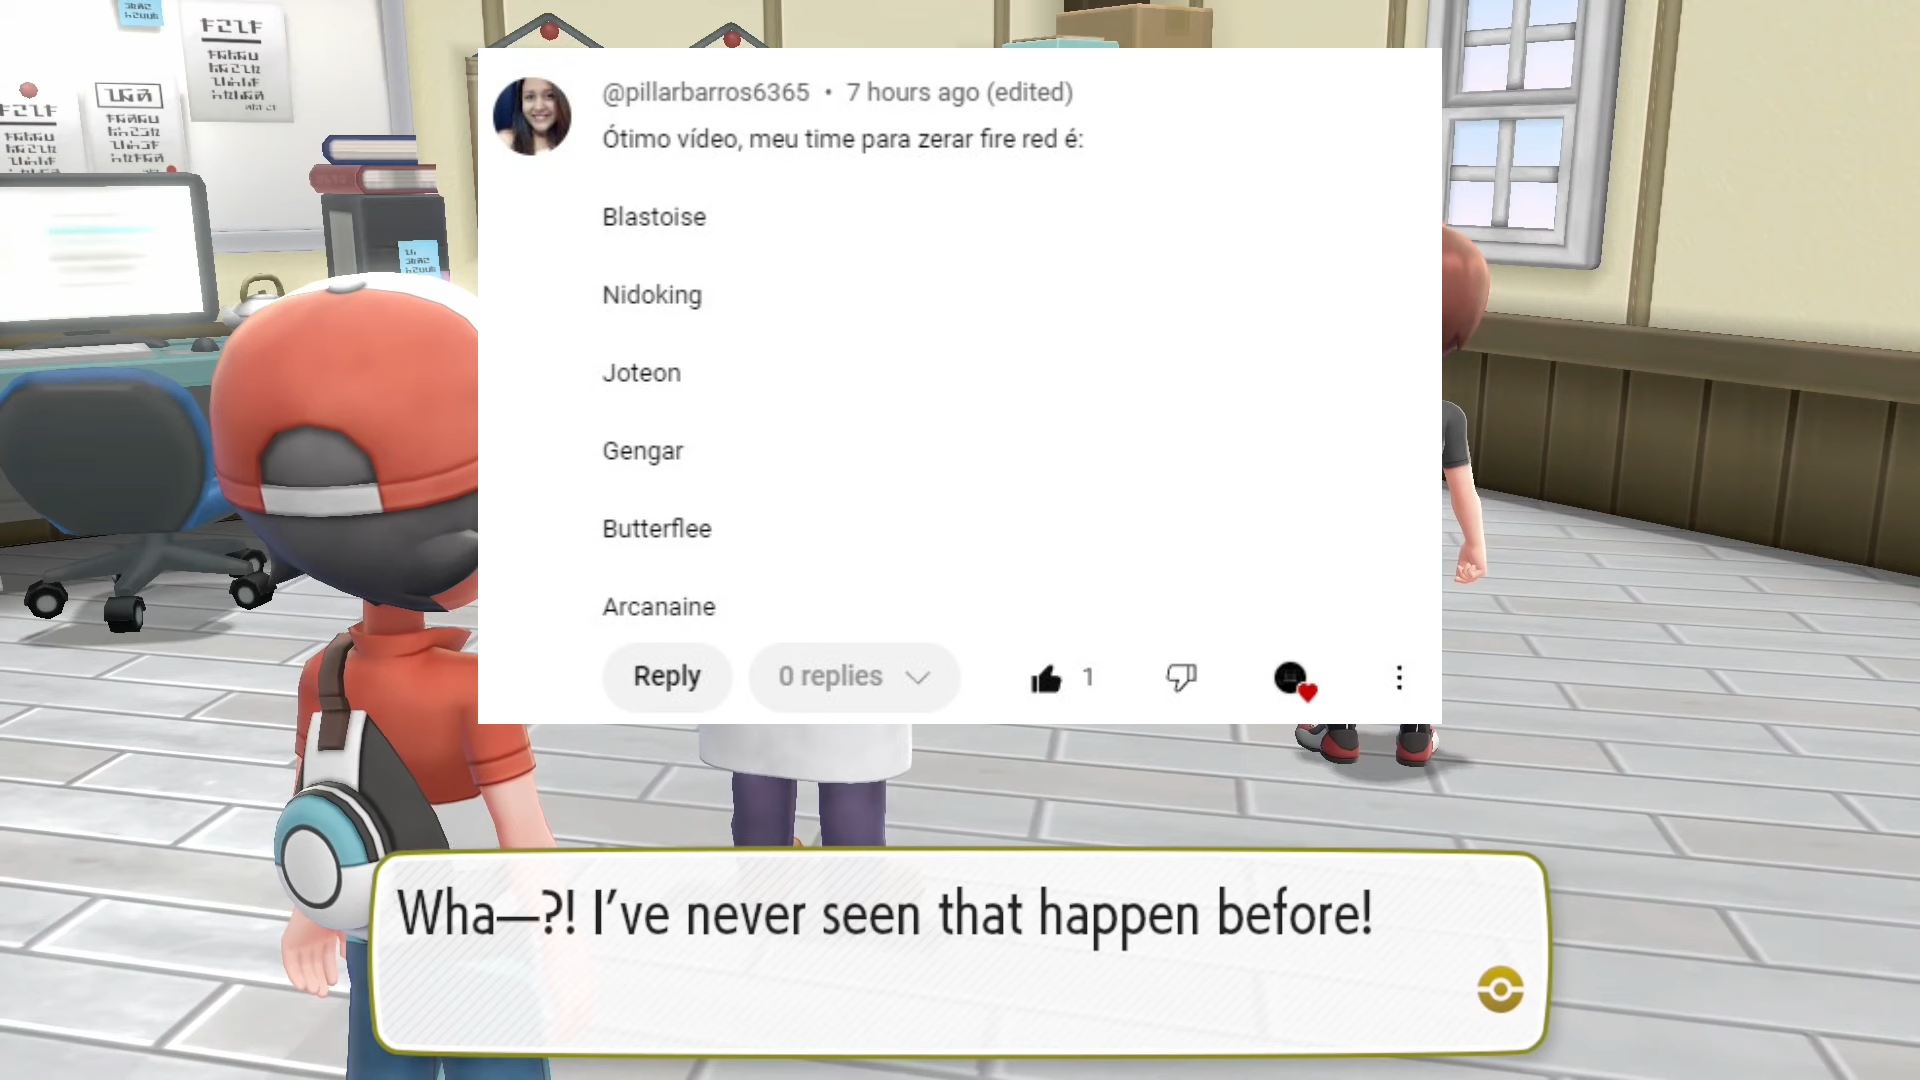 @pillarbarros6365 • 7 hours ago (edited)
Ótimo vídeo, meu time para zerar fire red é:
Blastoise
Nidoking
Joteon
Gengar
Butterflee
Arcanaine
Reply
0 replies
1
Wha—?! I've never seen that happen before!